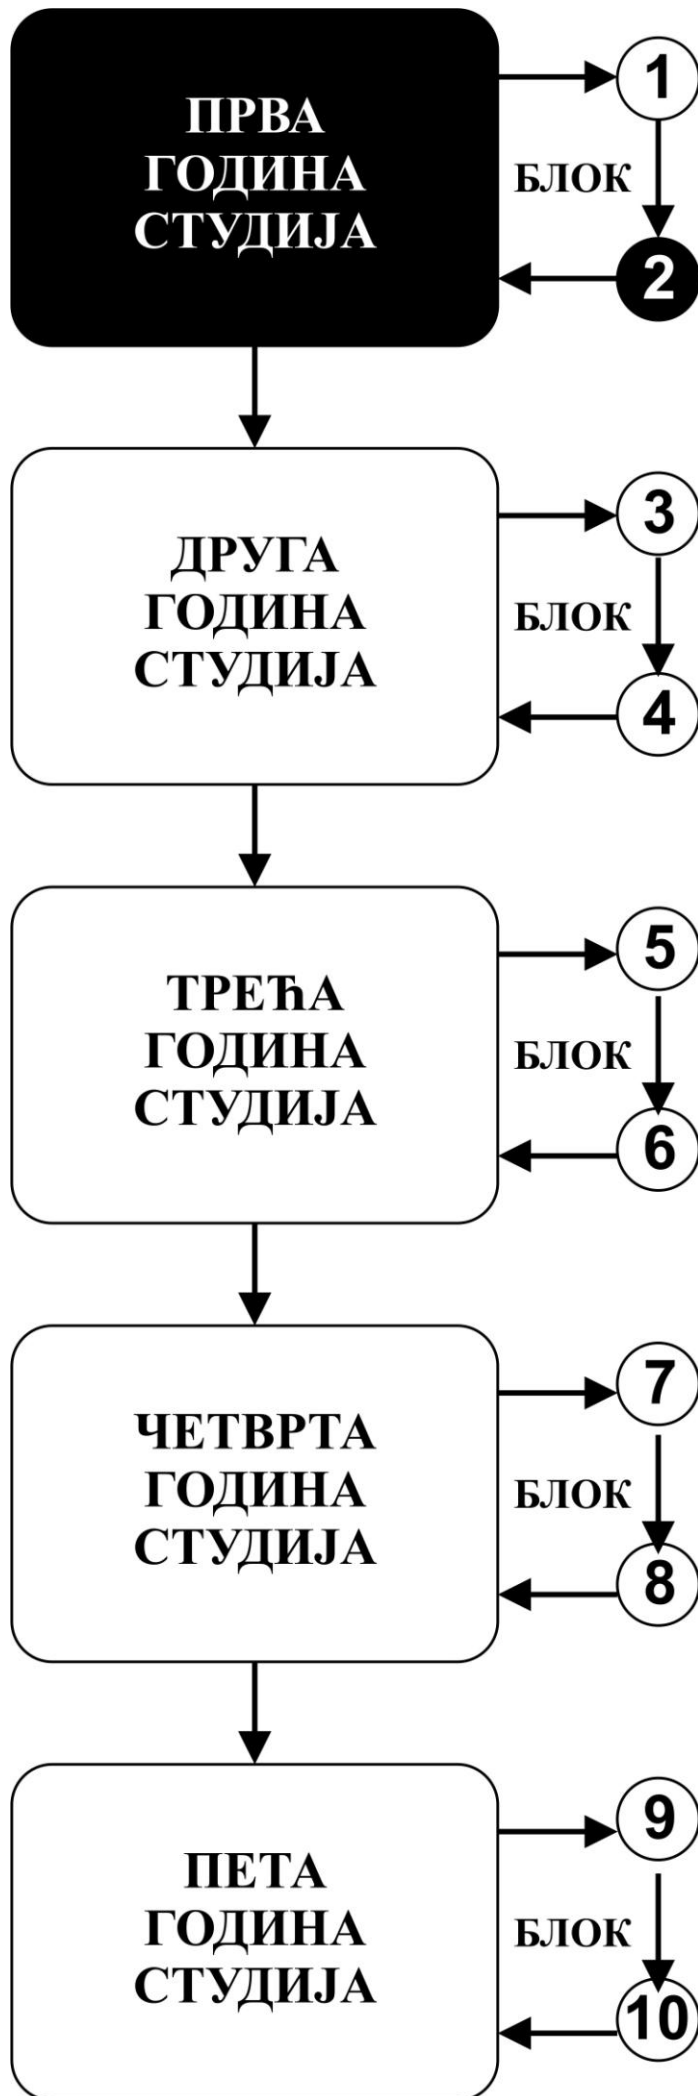 ПРВА
ГОДИНА
СТУДИЈА
1
БЛОК
2
ДРУГА
ГОДИНА
СТУДИЈА
3
БЛОК
4
ТРЕЋА
ГОДИНА
СТУДИЈА
5
БЛОК
6
ЧЕТВРТА
ГОДИНА
СТУДИЈА
7
БЛОК
8
ПЕТА
ГОДИНА
СТУДИЈА
9
БЛОК
10